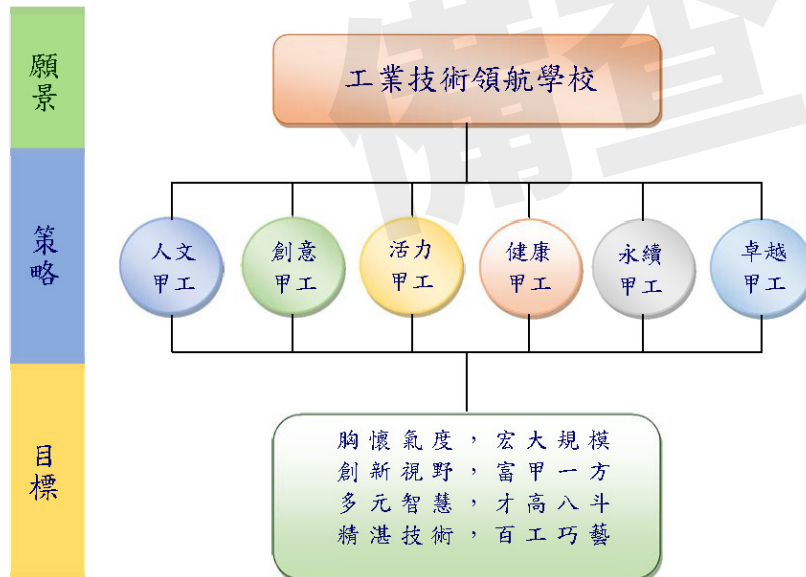 備查
願景
工業技術領航學校
策略
人文
甲工
創意
甲工
活力
甲工
健康
甲工
永續
甲工
卓越
甲工
目標
胸懷氣度，宏大規模
創新視野，富甲一方
多元智慧，才高八斗
精湛技術，百工巧藝